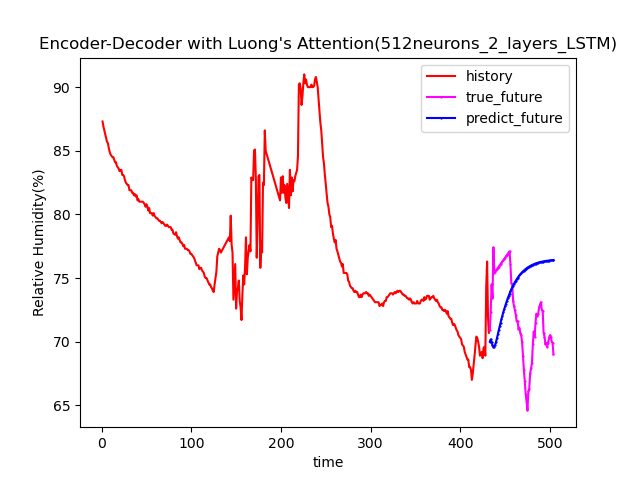 Encoder-Decoder with Luong's Attention(512neurons_2_layers_LSTM)
history
true_future
predict_future
Relative Humidity(%)
90
85
80
75
70
65
0
100
200
300
400
500
time